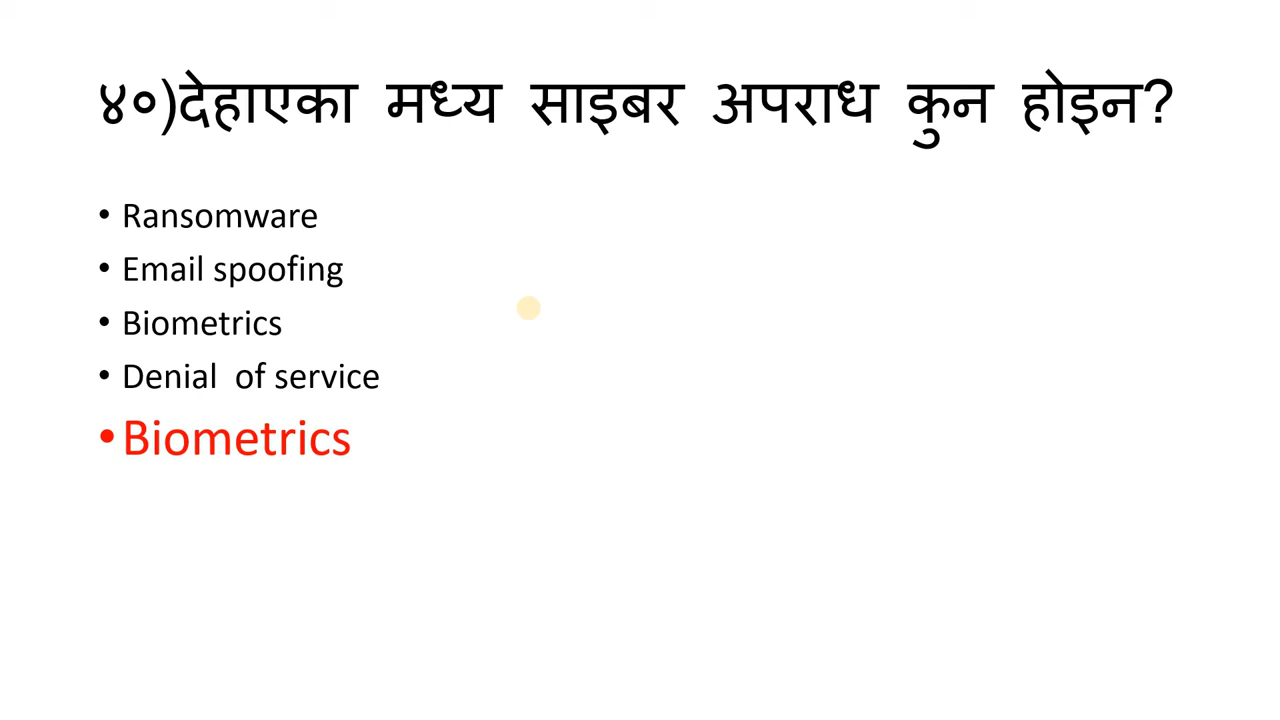 ४०)देहाएका मध्य साइबर अपराध कुन होइन?
• Ransomware
• Email spoofing
• Biometrics
• Denial of service
• Biometrics